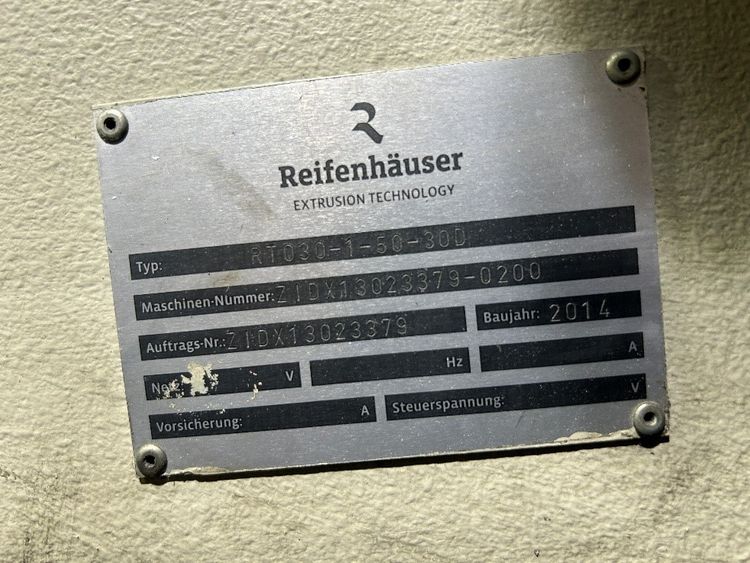 Reifenhäuser
EXTRUSION TECHNOLOGY
Typ: RT030-1-50-30D
Maschinen-Nummer: ZIDX13023379-0200
Auftrags-Nr.: ZIDX13023379 Baujahr: 2014
V Hz A
Vorsicherung: A Steuerspannung: V